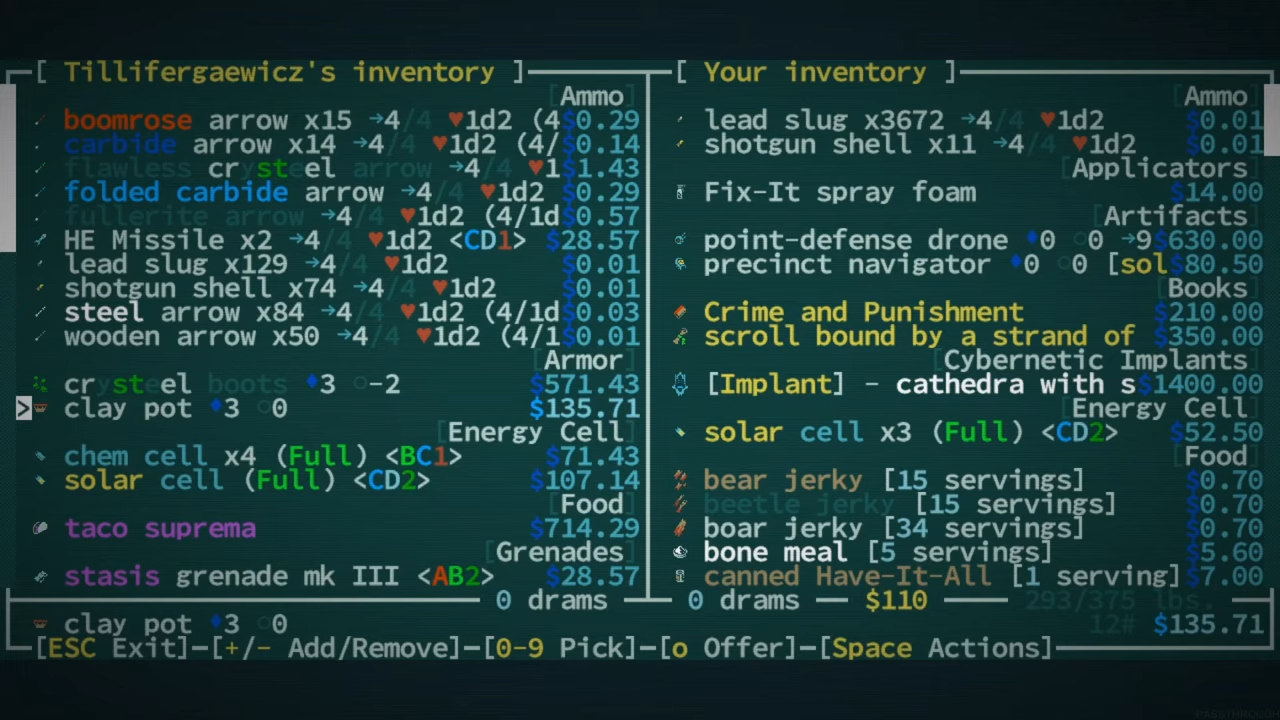 [ Tillifergaewicz's inventory ]
[Ammo]
boomrose arrow x15 →4/4 ♥1d2 (4 $0.29
carbide arrow x14 →4/4 ♥1d2 (4/ $0.14
flawless crysteel arrow →4/4 ♥1 $1.43
folded carbide arrow →4/4 ♥1d2 $0.29
fullerite arrow →4/4 ♥1d2 (4/1d $0.57
HE Missile x2 →4/4 ♥1d2 <CD1> $28.57
lead slug x129 →4/4 ♥1d2 $0.01
shotgun shell x74 →4/4 ♥1d2 $0.01
steel arrow x84 →4/4 ♥1d2 (4/1d $0.03
wooden arrow x50 →4/4 ♥1d2 (4/1 $0.01
[Armor]
crysteel boots ♦3 ○-2 $571.43
> clay pot ♦3 ○0 $135.71
[Energy Cell]
chem cell x4 (Full) <BC1> $71.43
solar cell (Full) <CD2> $107.14
[Food]
taco suprema $714.29
[Grenades]
stasis grenade mk III <AB2> $28.57
0 drams
[ Your inventory ]
[Ammo]
lead slug x3672 →4/4 ♥1d2 $0.01
shotgun shell x11 →4/4 ♥1d2 $0.01
[Applicators]
Fix-It spray foam $14.00
[Artifacts]
point-defense drone ♦0 ○0 →9 $630.00
precinct navigator ♦0 ○0 [sol $80.50
[Books]
Crime and Punishment $210.00
scroll bound by a strand of $350.00
[Cybernetic Implants]
[Implant] - cathedra with s $1400.00
[Energy Cell]
solar cell x3 (Full) <CD2> $52.50
[Food]
bear jerky [15 servings] $0.70
beetle jerky [15 servings] $0.70
boar jerky [34 servings] $0.70
bone meal [5 servings] $5.60
canned Have-It-All [1 serving] $7.00
0 drams — $110 — 293/375 lbs.
clay pot ♦3 ○0 12# $135.71
[ESC Exit]-[+/- Add/Remove]-[0-9 Pick]-[o Offer]-[Space Actions]